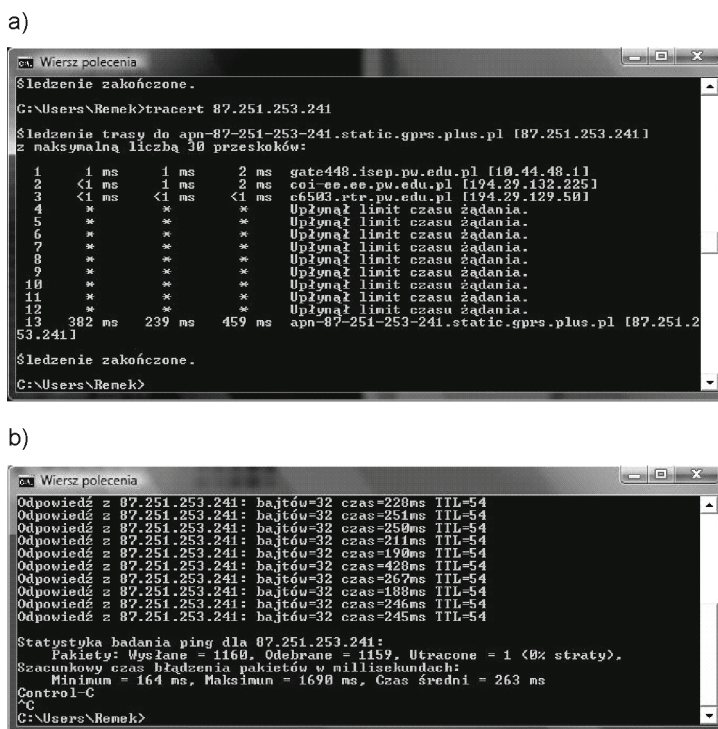 a)
Wiersz polecenia
Śledzenie zakończone.
C:\Users\Remek>tracert 87.251.253.241
Śledzenie trasy do apn-87-251-253-241.static.gprs.plus.pl [87.251.253.241]
z maksymalną liczbą 30 przeskoków:
1 1 ms 1 ms 2 ms gate448.isep.pw.edu.pl [10.44.48.1]
2 <1 ms 1 ms 2 ms coi-ee.ee.pw.edu.pl [194.29.132.225]
3 <1 ms <1 ms <1 ms c6503.rtr.pw.edu.pl [194.29.129.50]
4 * * * Upłynął limit czasu żądania.
5 * * * Upłynął limit czasu żądania.
6 * * * Upłynął limit czasu żądania.
7 * * * Upłynął limit czasu żądania.
8 * * * Upłynął limit czasu żądania.
9 * * * Upłynął limit czasu żądania.
10 * * * Upłynął limit czasu żądania.
11 * * * Upłynął limit czasu żądania.
12 * * * Upłynął limit czasu żądania.
13 382 ms 239 ms 459 ms apn-87-251-253-241.static.gprs.plus.pl [87.251.2
53.241]
Śledzenie zakończone.
C:\Users\Remek>
b)
Wiersz polecenia
Odpowiedź z 87.251.253.241: bajtów=32 czas=228ms TTL=54
Odpowiedź z 87.251.253.241: bajtów=32 czas=251ms TTL=54
Odpowiedź z 87.251.253.241: bajtów=32 czas=250ms TTL=54
Odpowiedź z 87.251.253.241: bajtów=32 czas=211ms TTL=54
Odpowiedź z 87.251.253.241: bajtów=32 czas=190ms TTL=54
Odpowiedź z 87.251.253.241: bajtów=32 czas=428ms TTL=54
Odpowiedź z 87.251.253.241: bajtów=32 czas=267ms TTL=54
Odpowiedź z 87.251.253.241: bajtów=32 czas=188ms TTL=54
Odpowiedź z 87.251.253.241: bajtów=32 czas=246ms TTL=54
Odpowiedź z 87.251.253.241: bajtów=32 czas=245ms TTL=54
Statystyka badania ping dla 87.251.253.241:
Pakiety: Wysłane = 1160, Odebrane = 1159, Utracone = 1 (0% straty),
Szacunkowy czas błądzenia pakietów w millisekundach:
Minimum = 164 ms, Maksimum = 1690 ms, Czas średni = 263 ms
Control-C
^C
C:\Users\Remek>